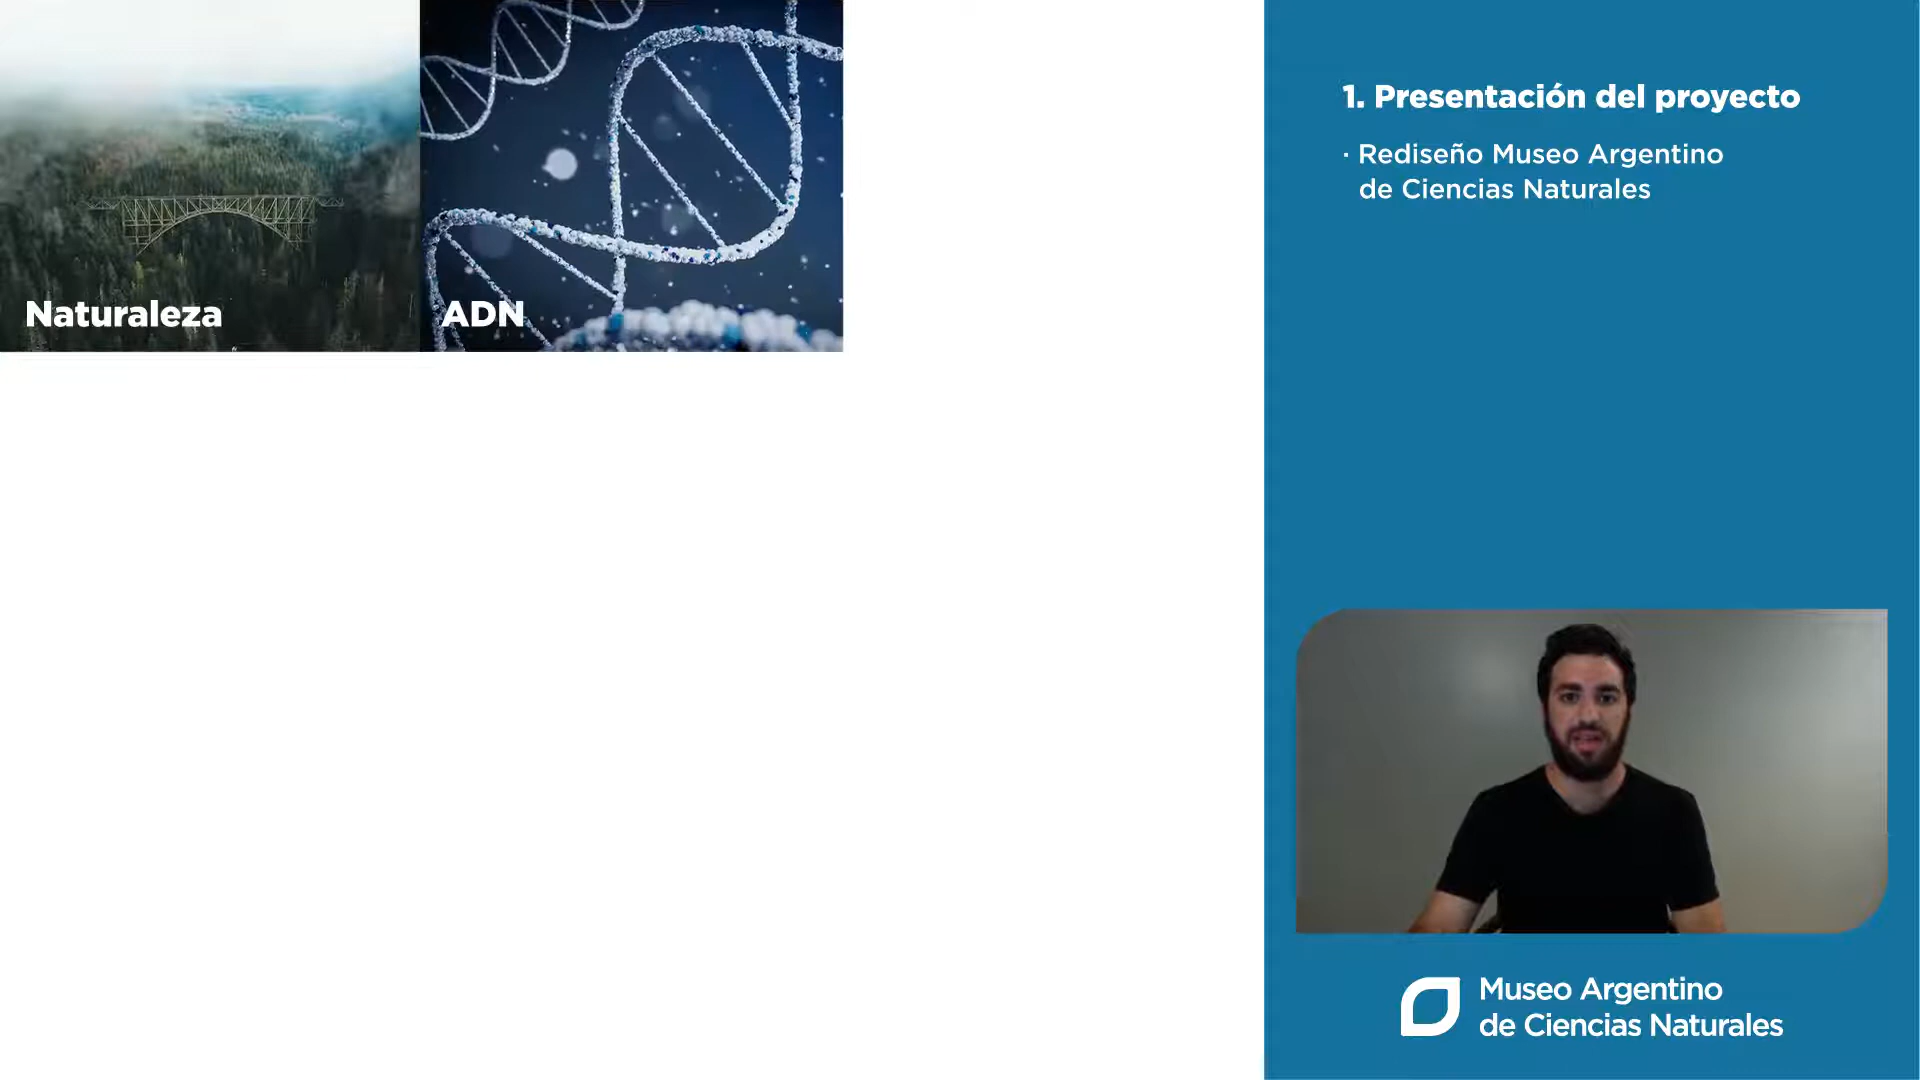 Naturaleza
ADN
1. Presentación del proyecto
· Rediseño Museo Argentino
de Ciencias Naturales
Museo Argentino
de Ciencias Naturales